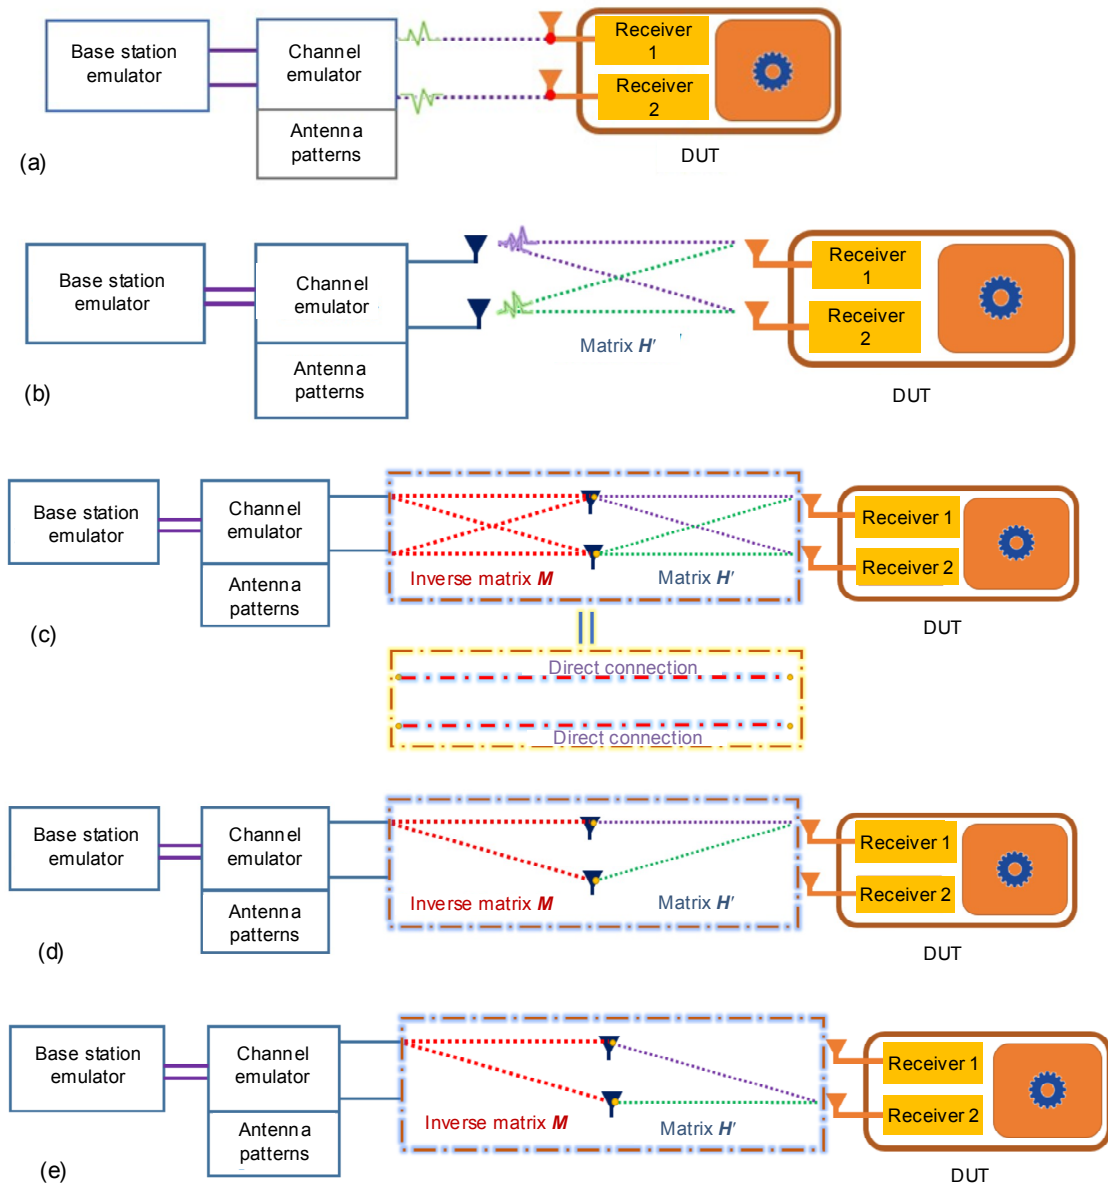 Base station
emulator
Channel
emulator
Antenna
patterns
Receiver
1
Receiver
2
DUT
(a)
Base station
emulator
Channel
emulator
Antenna
patterns
Matrix H'
Receiver
1
Receiver
2
DUT
(b)
Base station
emulator
Channel
emulator
Antenna
patterns
Inverse matrix M
Matrix H'
Receiver 1
Receiver 2
DUT
(c)
Direct connection
Direct connection
Base station
emulator
Channel
emulator
Antenna
patterns
Inverse matrix M
Matrix H'
Receiver 1
Receiver 2
DUT
(d)
Base station
emulator
Channel
emulator
Antenna
patterns
Inverse matrix M
Matrix H'
Receiver 1
Receiver 2
DUT
(e)